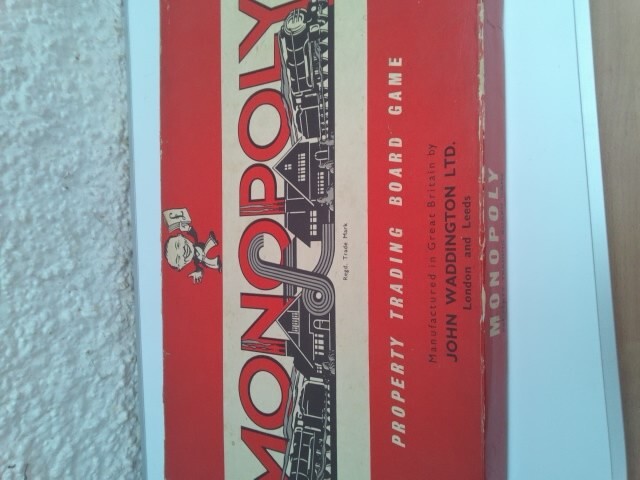 MONOPOLY
Regd. Trade Mark
PROPERTY TRADING BOARD GAME
Manufactured in Great Britain by
JOHN WADDINGTON LTD.
London and Leeds
MONOPOLY